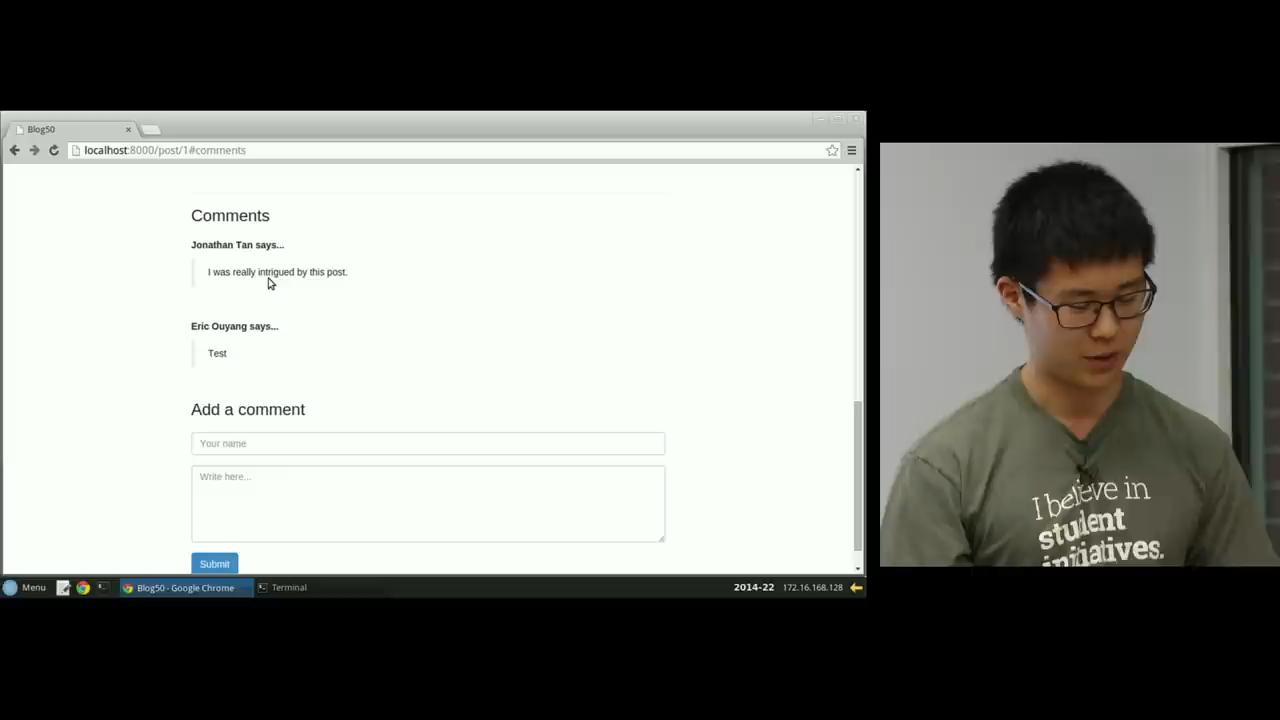 Blog50
localhost:8000/post/1#comments
Comments
Jonathan Tan says...
I was really intrigued by this post.
Eric Ouyang says...
Test
Add a comment
Your name
Write here...
Submit
Menu
Blog50 - Google Chrome
Terminal
2014-22
172.16.168.128
I believe in
student
initiatives.